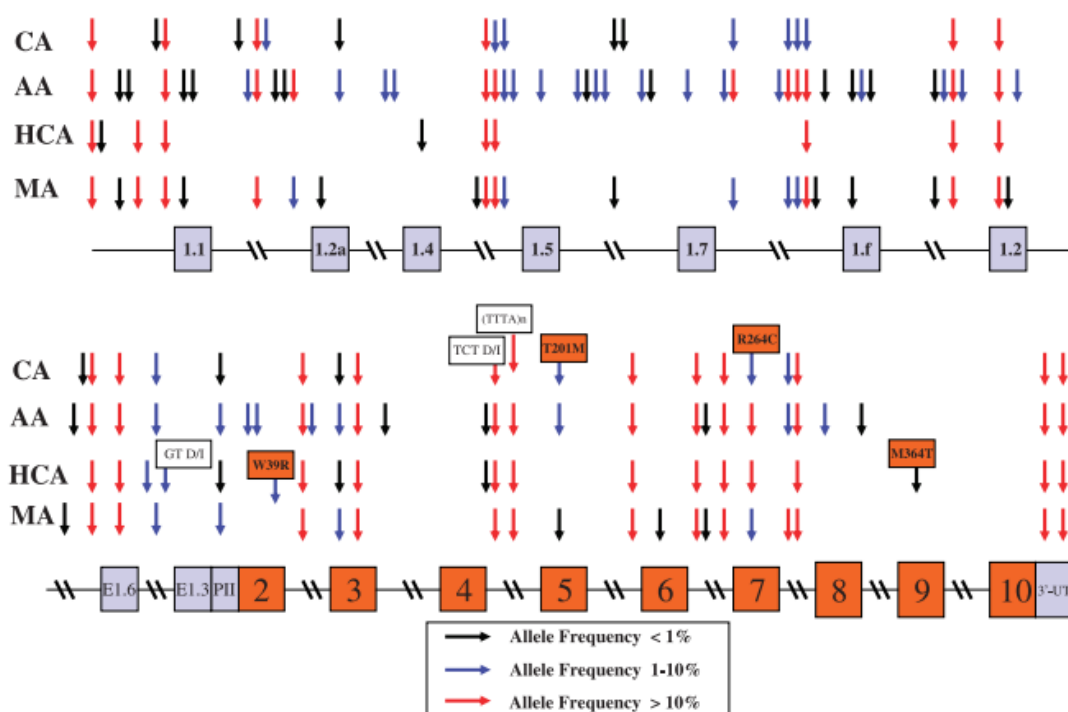 CA
AA
HCA
MA
1.1
1.2a
1.4
1.5
1.7
1.f
1.2
(TTTA)n
TCT D/I
T201M
R264C
CA
AA
GT D/I
W39R
M364T
HCA
MA
E1.6
E1.3
PII
2
3
4
5
6
7
8
9
10
3'-UT
Allele Frequency < 1%
Allele Frequency 1-10%
Allele Frequency > 10%